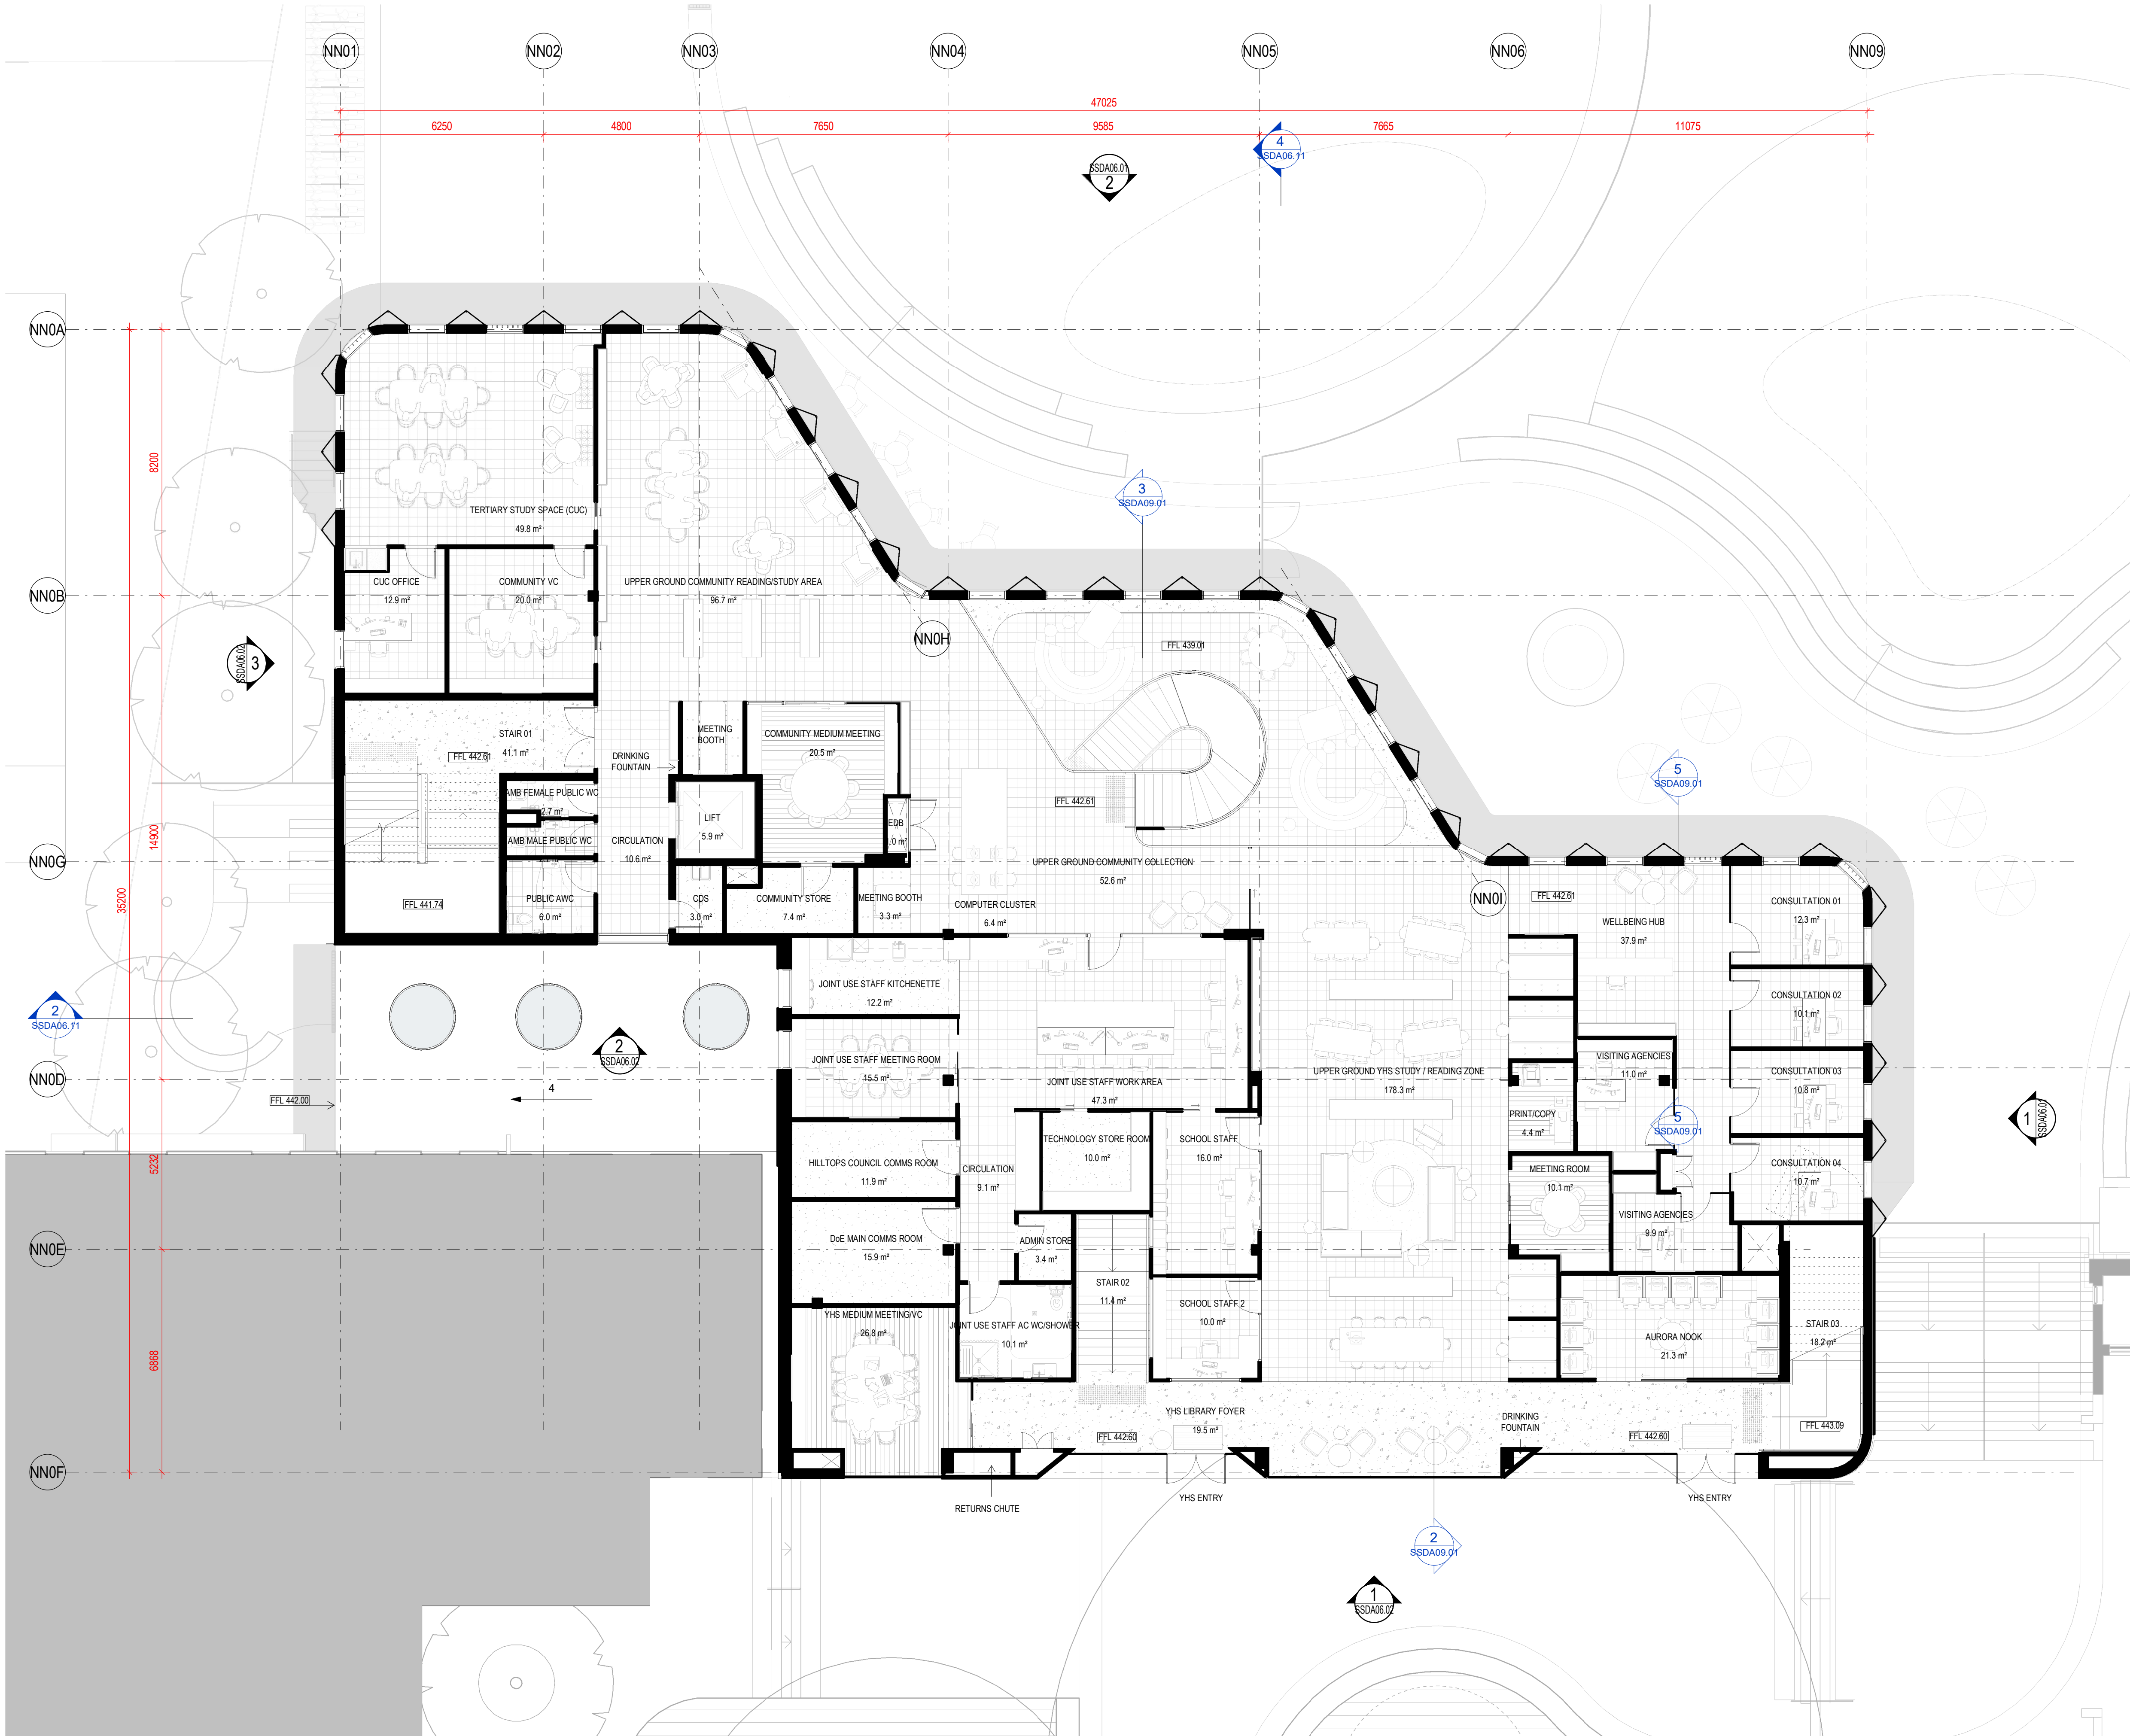 NN01
NN02
NN03
NN04
NN05
NN06
NN09
47025
6250
4800
7650
9585
7665
11075
4
SSDA06.11
SSDA06.01
2
NN0A
8200
3
SSDA09.01
TERTIARY STUDY SPACE (CUC)
49.8 m²
CUC OFFICE
12.9 m²
COMMUNITY VC
20.0 m²
UPPER GROUND COMMUNITY READING/STUDY AREA
96.7 m²
NN0B
NN0H
FFL 439.01
SSDA06.02
3
STAIR 01
41.1 m²
FFL 442.61
MEETING
BOOTH
COMMUNITY MEDIUM MEETING
20.5 m²
DRINKING
FOUNTAIN
5
SSDA09.01
AMB FEMALE PUBLIC WC
2.7 m²
FFL 442.61
LIFT
5.9 m²
EDB
1.0 m²
AMB MALE PUBLIC WC
CIRCULATION
10.6 m²
14900
35200
NN0G
UPPER GROUND COMMUNITY COLLECTION
52.6 m²
NN0I
FFL 442.61
FFL 441.74
PUBLIC AWC
6.0 m²
CDS
3.0 m²
COMMUNITY STORE
7.4 m²
MEETING BOOTH
3.3 m²
COMPUTER CLUSTER
6.4 m²
WELLBEING HUB
37.9 m²
CONSULTATION 01
12.3 m²
JOINT USE STAFF KITCHENETTE
12.2 m²
CONSULTATION 02
10.1 m²
2
SSDA06.11
2
SSDA06.02
JOINT USE STAFF MEETING ROOM
15.5 m²
VISITING AGENCIES
11.0 m²
UPPER GROUND YHS STUDY / READING ZONE
178.3 m²
CONSULTATION 03
10.8 m²
NN0D
JOINT USE STAFF WORK AREA
47.3 m²
4
FFL 442.00
PRINT/COPY
4.4 m²
5
SSDA09.01
1
SSDA06.01
TECHNOLOGY STORE ROOM
10.0 m²
SCHOOL STAFF
16.0 m²
5232
HILLTOPS COUNCIL COMMS ROOM
11.9 m²
CIRCULATION
9.1 m²
MEETING ROOM
10.1 m²
CONSULTATION 04
10.7 m²
VISITING AGENCIES
9.9 m²
NN0E
DoE MAIN COMMS ROOM
15.9 m²
ADMIN STORE
3.4 m²
STAIR 02
11.4 m²
SCHOOL STAFF 2
10.0 m²
YHS MEDIUM MEETING/VC
26.8 m²
JOINT USE STAFF AC WC/SHOWER
10.1 m²
AURORA NOOK
21.3 m²
STAIR 03
18.2 m²
6868
YHS LIBRARY FOYER
19.5 m²
FFL 442.60
DRINKING
FOUNTAIN
FFL 442.60
FFL 443.09
NN0F
RETURNS CHUTE
YHS ENTRY
YHS ENTRY
2
SSDA09.01
1
SSDA06.02